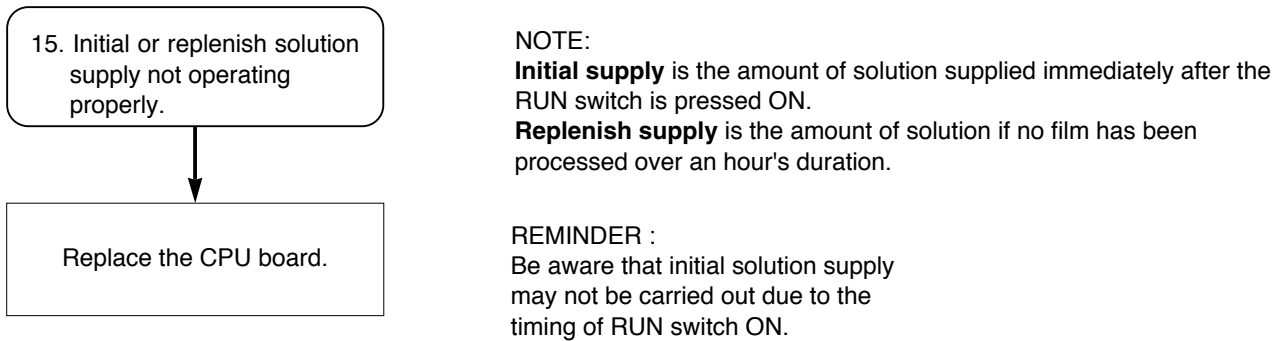 15. Initial or replenish solution
supply not operating
properly.
Replace the CPU board.
NOTE:
Initial supply is the amount of solution supplied immediately after the
RUN switch is pressed ON.
Replenish supply is the amount of solution if no film has been
processed over an hour's duration.
REMINDER :
Be aware that initial solution supply
may not be carried out due to the
timing of RUN switch ON.